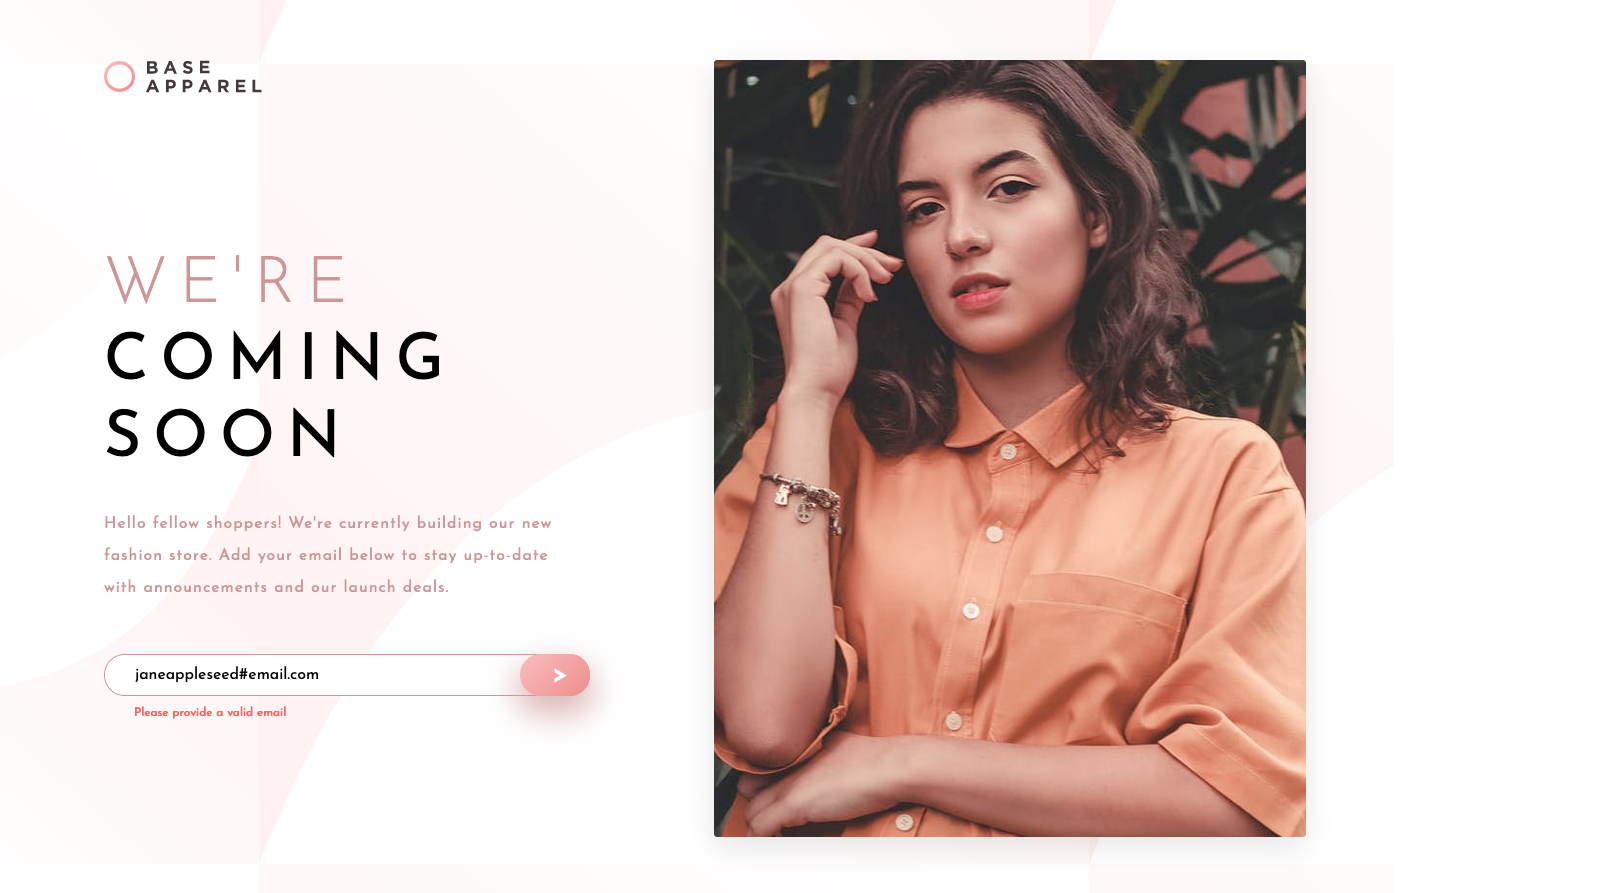 BASE
APPAREL
WE'RE
COMING
SOON
Hello fellow shoppers! We're currently building our new
fashion store. Add your email below to stay up-to-date
with announcements and our launch deals.
janeappleseed#email.com
Please provide a valid email